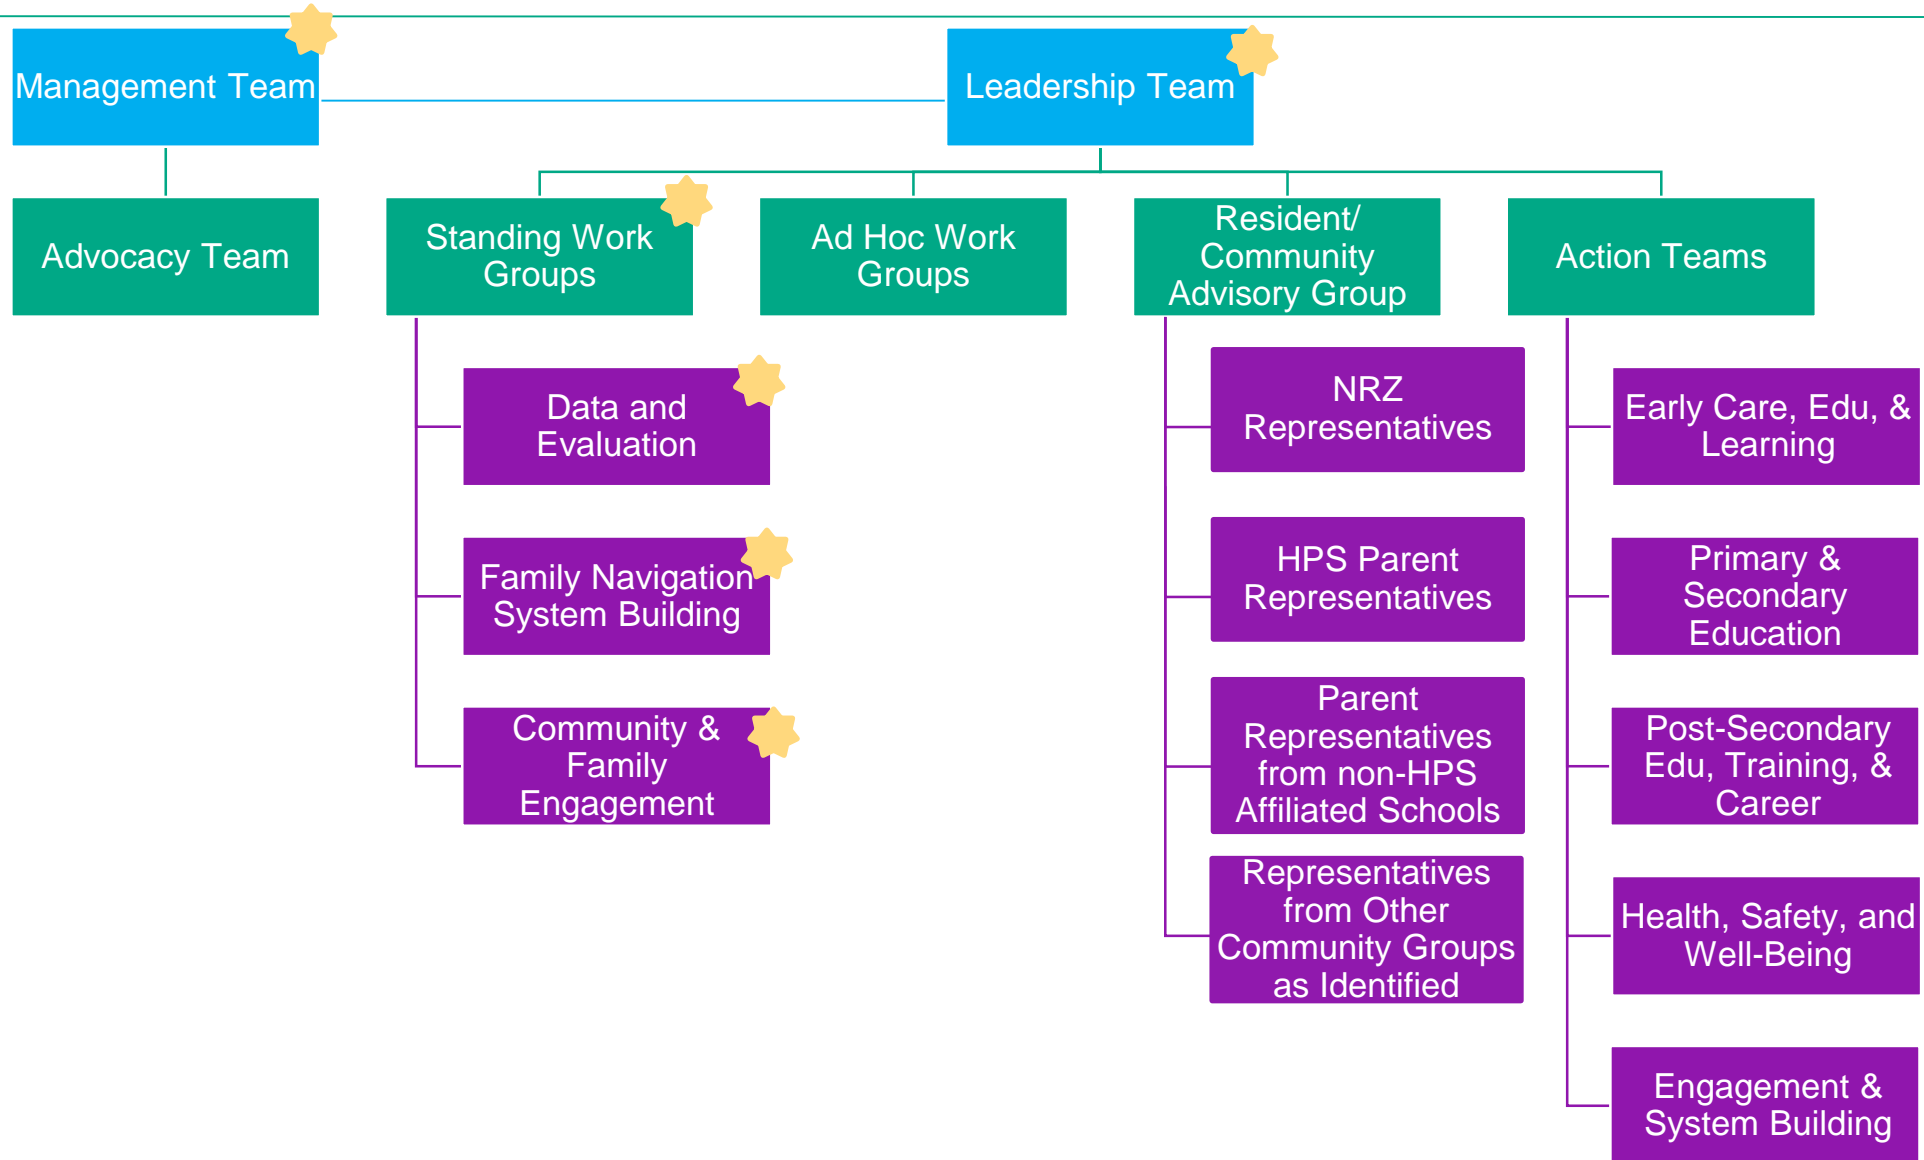 Management Team
Leadership Team
Advocacy Team
Standing Work
Groups
Ad Hoc Work
Groups
Resident/
Community
Advisory Group
Action Teams
Data and
Evaluation
Family Navigation
System Building
Community &
Family
Engagement
NRZ
Representatives
HPS Parent
Representatives
Parent
Representatives
from non-HPS
Affiliated Schools
Representatives
from Other
Community Groups
as Identified
Early Care, Edu, &
Learning
Primary &
Secondary
Education
Post-Secondary
Edu, Training, &
Career
Health, Safety, and
Well-Being
Engagement &
System Building